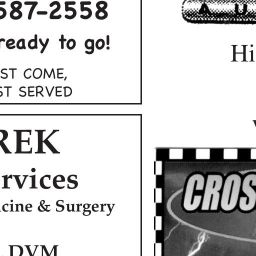 587-2558
ready to go!
ST COME,
ST SERVED
REK
rvices
cine & Surgery
DVM
A U
Hi
CROS